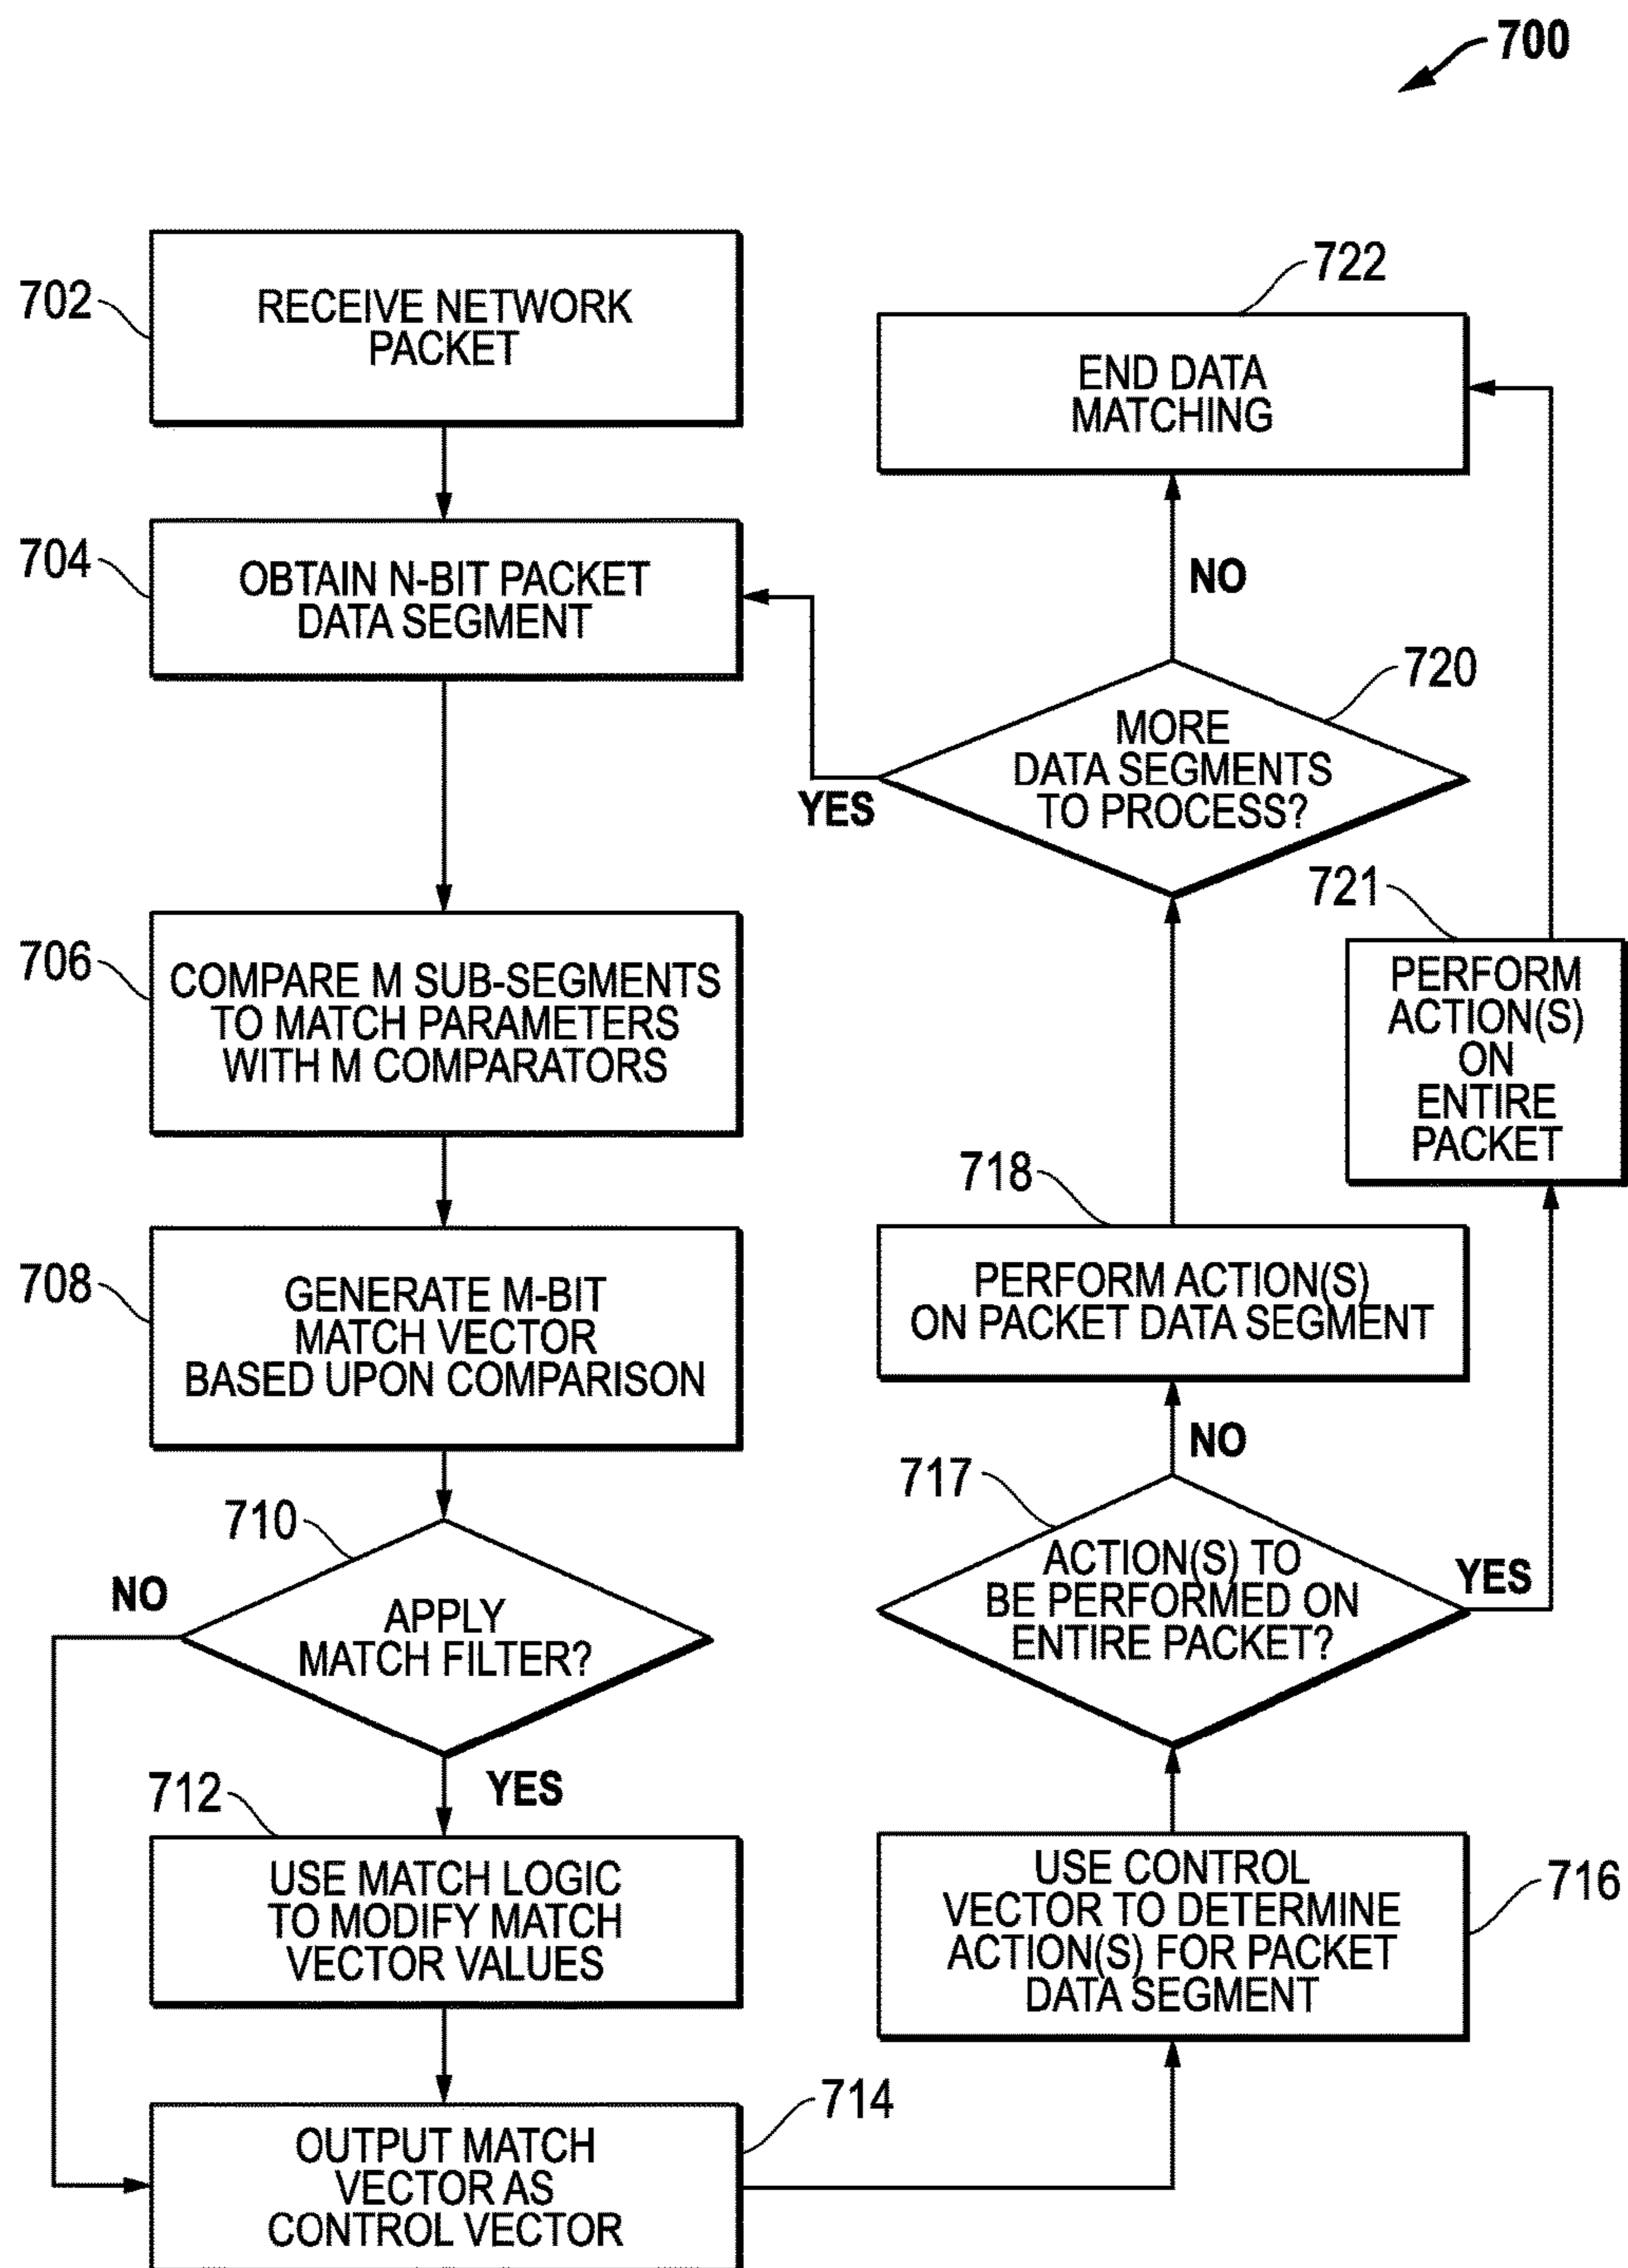 700
702
RECEIVE NETWORK
PACKET
704
OBTAIN N-BIT PACKET
DATA SEGMENT
706
COMPARE M SUB-SEGMENTS
TO MATCH PARAMETERS
WITH M COMPARATORS
708
GENERATE M-BIT
MATCH VECTOR
BASED UPON COMPARISON
710
NO
APPLY
MATCH FILTER?
YES
712
USE MATCH LOGIC
TO MODIFY MATCH
VECTOR VALUES
714
OUTPUT MATCH
VECTOR AS
CONTROL VECTOR
722
END DATA
MATCHING
NO
720
MORE
DATA SEGMENTS
TO PROCESS?
YES
721
PERFORM
ACTION(S)
ON
ENTIRE
PACKET
718
PERFORM ACTION(S)
ON PACKET DATA SEGMENT
NO
717
ACTION(S) TO
BE PERFORMED ON
ENTIRE PACKET?
YES
716
USE CONTROL
VECTOR TO DETERMINE
ACTION(S) FOR PACKET
DATA SEGMENT